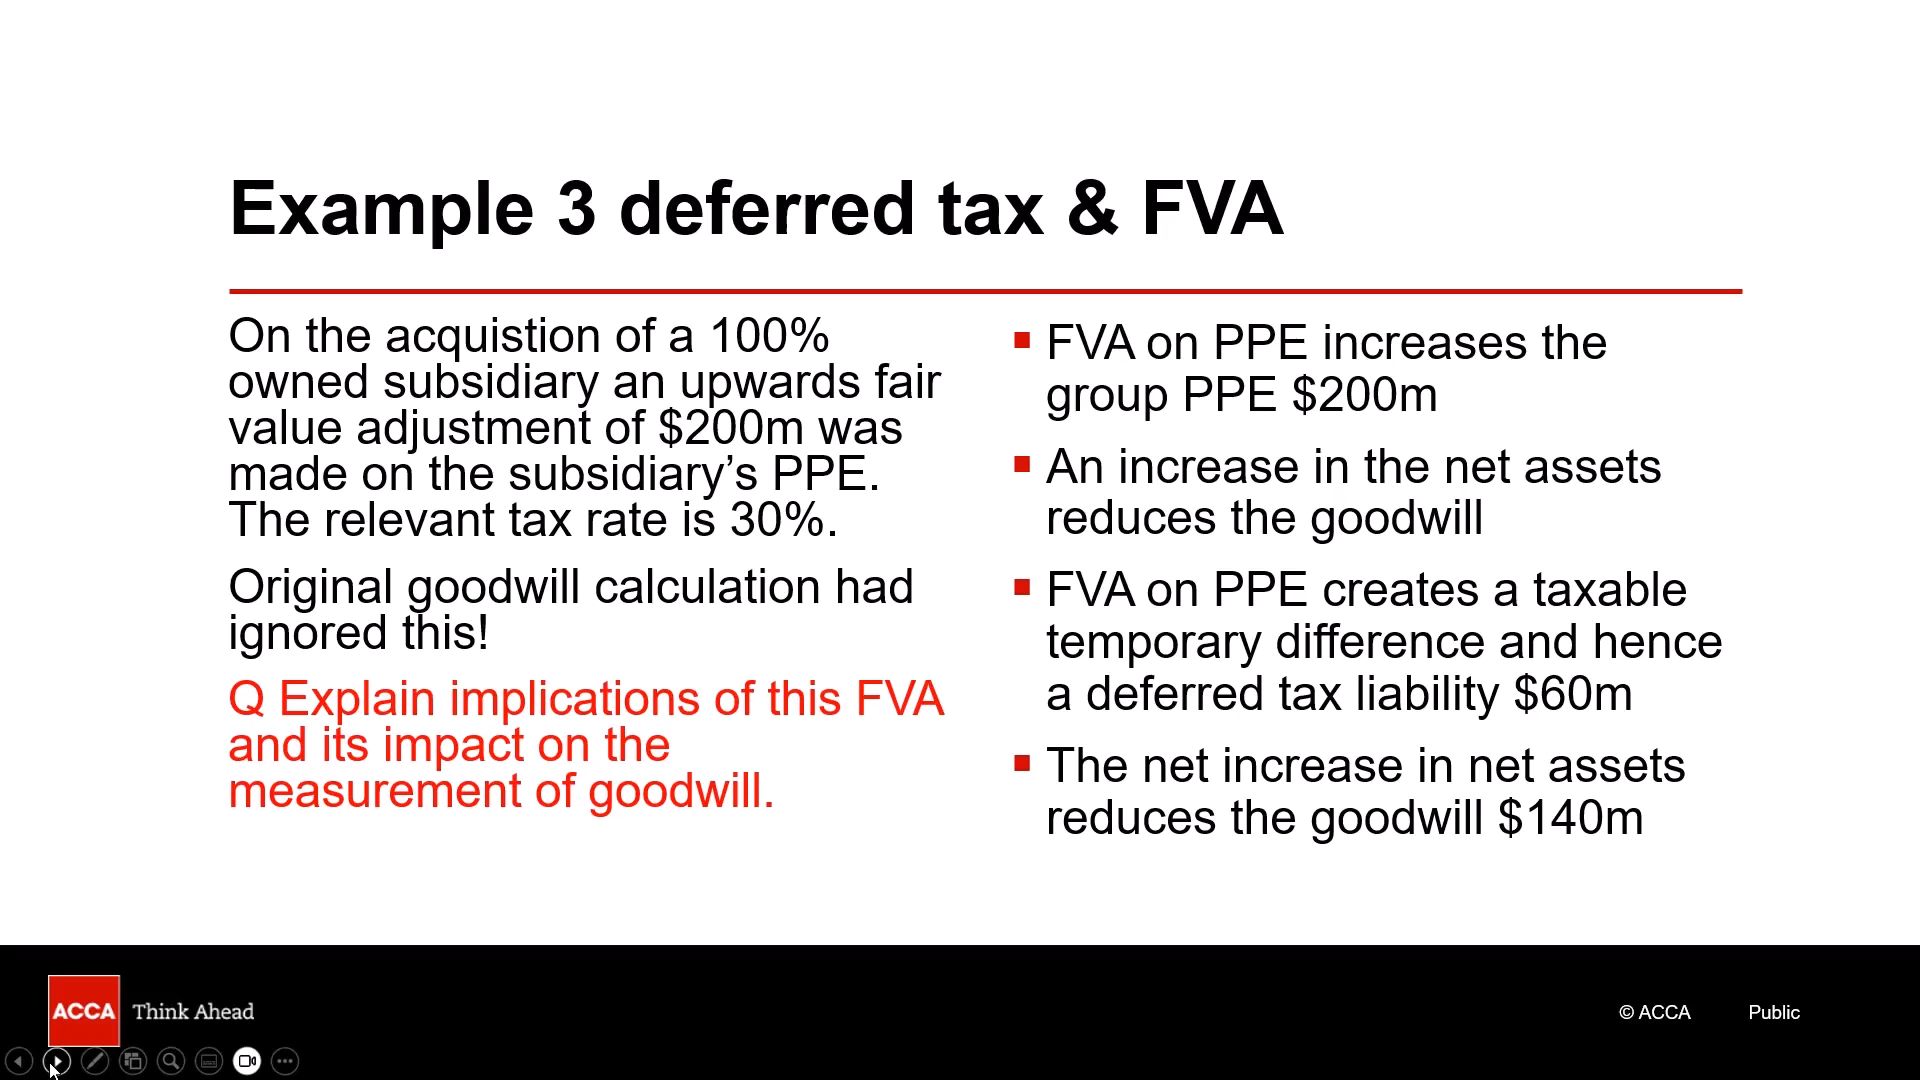 Example 3 deferred tax & FVA
On the acquistion of a 100%
owned subsidiary an upwards fair
value adjustment of $200m was
made on the subsidiary’s PPE.
The relevant tax rate is 30%.
Original goodwill calculation had
ignored this!
Q Explain implications of this FVA
and its impact on the
measurement of goodwill.
FVA on PPE increases the
group PPE $200m
An increase in the net assets
reduces the goodwill
FVA on PPE creates a taxable
temporary difference and hence
a deferred tax liability $60m
The net increase in net assets
reduces the goodwill $140m
ACCA Think Ahead
© ACCA Public